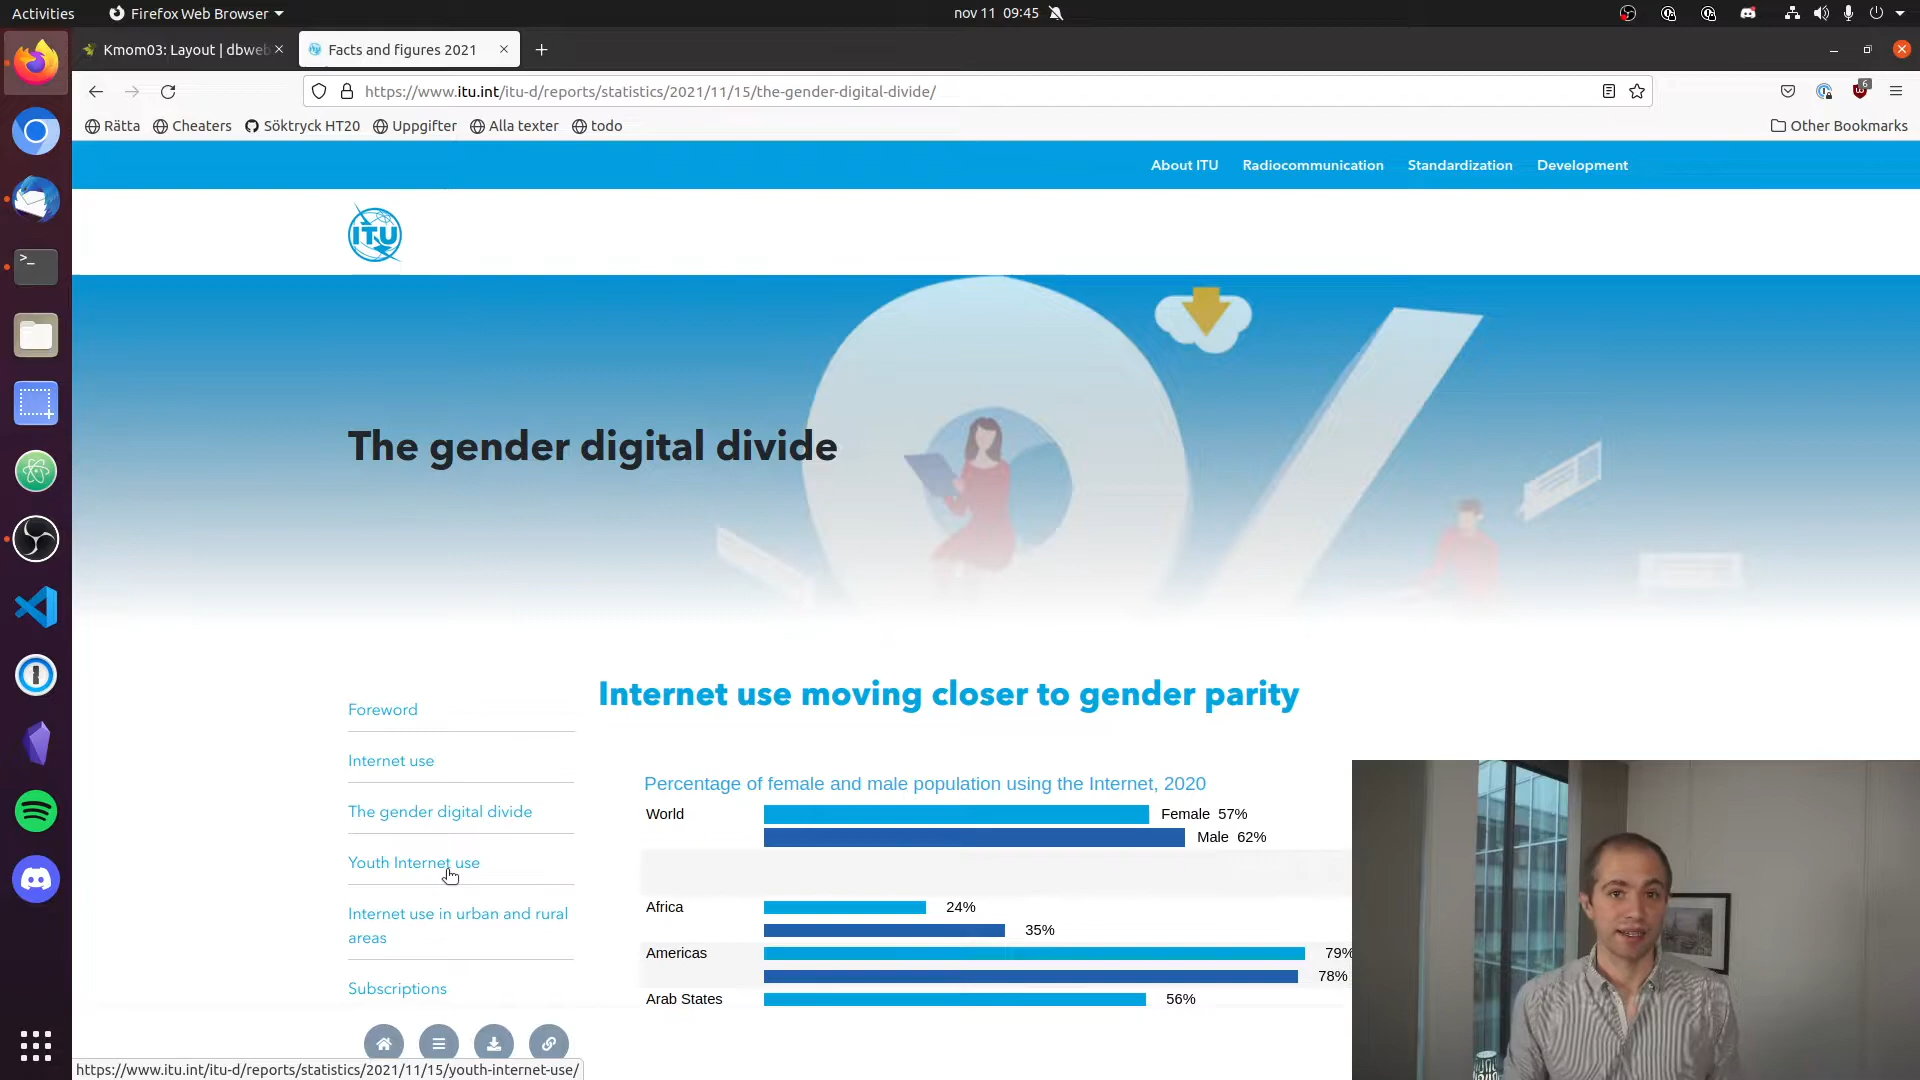 Activities
Firefox Web Browser
nov 11 09:45
Kmom03: Layout | dbweb
Facts and figures 2021
https://www.itu.int/itu-d/reports/statistics/2021/11/15/the-gender-digital-divide/
6
Rätta
Cheaters
Söktryck HT20
Uppgifter
Alla texter
todo
Other Bookmarks
About ITU
Radiocommunication
Standardization
Development
ITU
The gender digital divide
Internet use moving closer to gender parity
Foreword
Internet use
The gender digital divide
Youth Internet use
Internet use in urban and rural
areas
Subscriptions
Percentage of female and male population using the Internet, 2020
World
Female 57%
Male 62%
Africa
24%
35%
Americas
79%
78%
Arab States
56%
https://www.itu.int/itu-d/reports/statistics/2021/11/15/youth-internet-use/